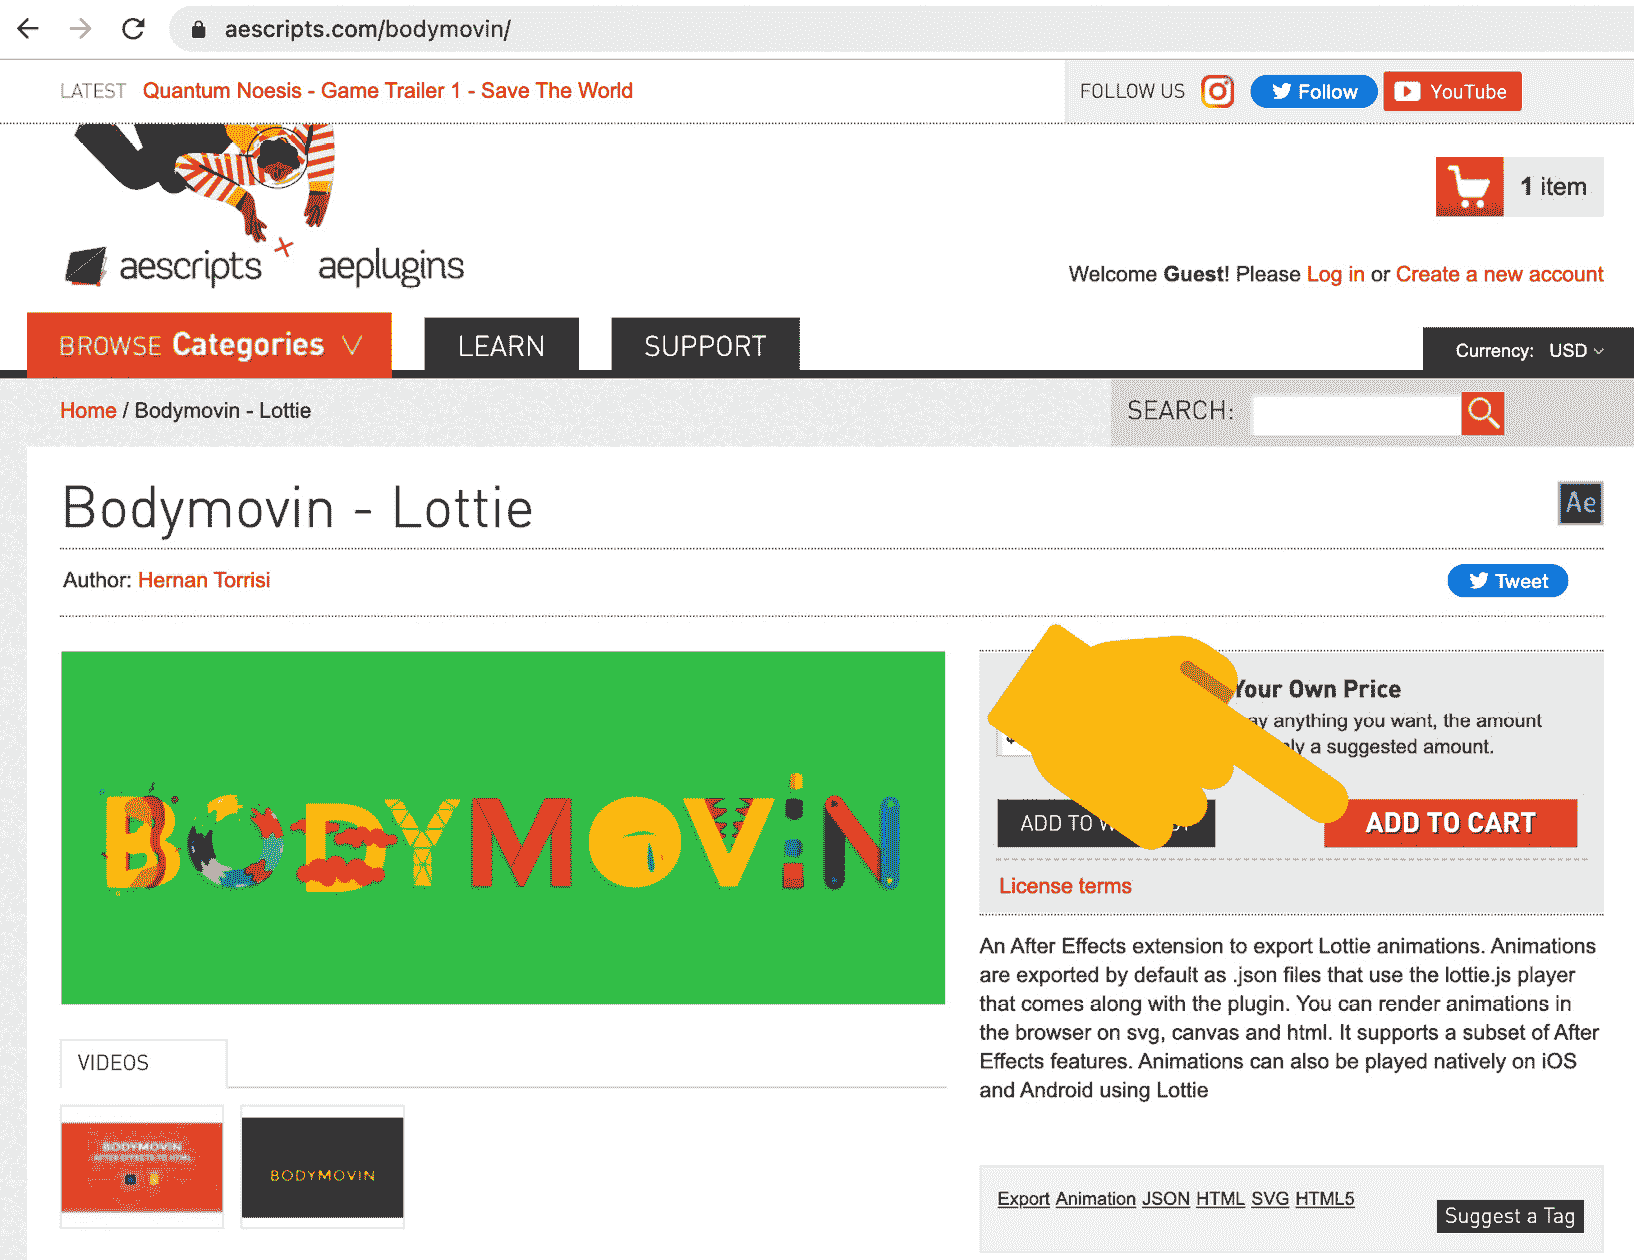 aescripts.com/bodymovin/
LATEST Quantum Noesis - Game Trailer 1 - Save The World
FOLLOW US Follow YouTube
1 item
aescripts + aeplugins
Welcome Guest! Please Log in or Create a new account
BROWSE Categories LEARN SUPPORT
Currency: USD
Home / Bodymovin - Lottie
SEARCH:
Bodymovin - Lottie
Ae
Author: Hernan Torrisi
Tweet
BODYMOVIN
Your Own Price
anything you want, the amount
a suggested amount.
ADD TO
ADD TO CART
License terms
An After Effects extension to export Lottie animations. Animations
are exported by default as .json files that use the lottie.js player
that comes along with the plugin. You can render animations in
the browser on svg, canvas and html. It supports a subset of After
Effects features. Animations can also be played natively on iOS
and Android using Lottie
VIDEOS
BODYMOVIN
BODYMOVIN
Export Animation JSON HTML SVG HTML5
Suggest a Tag